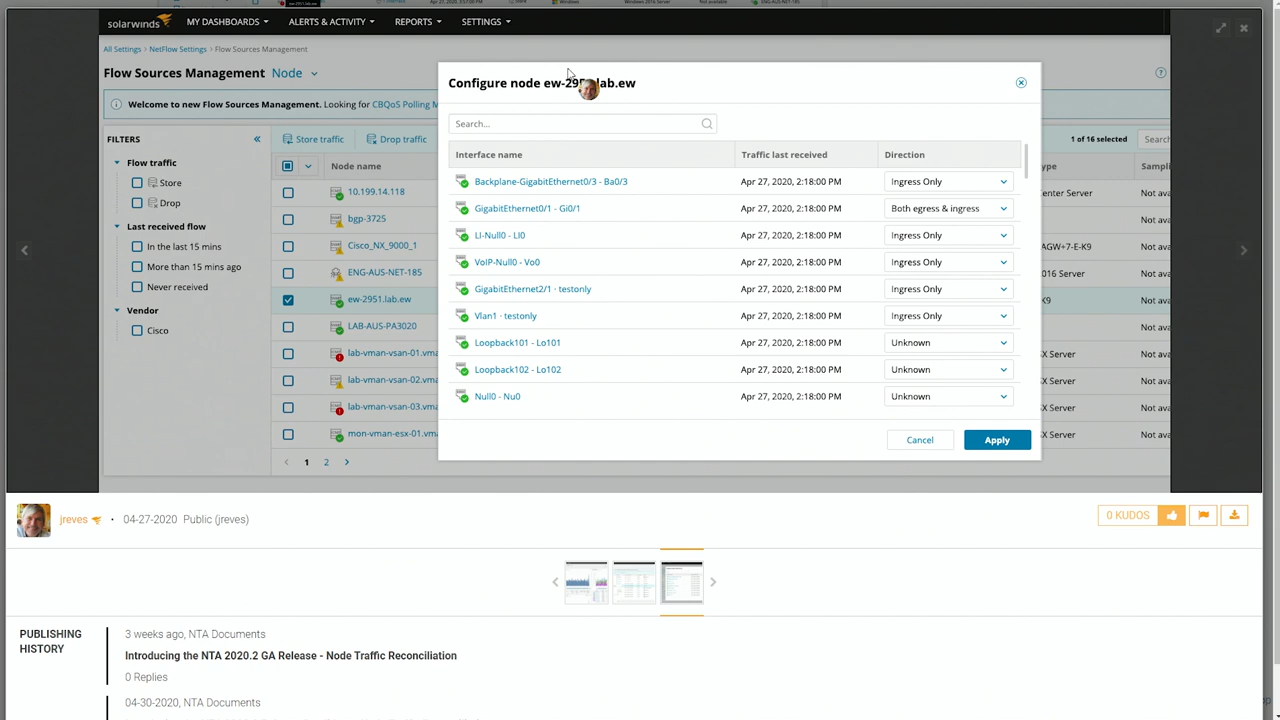 solarwinds
MY DASHBOARDS
ALERTS & ACTIVITY
REPORTS
SETTINGS
All Settings > NetFlow Settings > Flow Sources Management
Flow Sources Management Node
Welcome to new Flow Sources Management. Looking for CBQoS Polling M
FILTERS
Flow traffic
Store
Drop
Last received flow
In the last 15 mins
More than 15 mins ago
Never received
Vendor
Cisco
Store traffic
Drop traffic
1 of 16 selected
Search
Node name
ype
Sampli
10.199.14.118
enter Server
Not ava
bgp-3725
Not ava
Cisco_NX_9000_1
AGW+7-E-K9
Not ava
ENG-AUS-NET-185
016 Server
Not ava
ew-2951.lab.ew
K9
Not ava
LAB-AUS-PA3020
Not ava
lab-vman-vsan-01.vma
SX Server
Not ava
lab-vman-vsan-02.vma
SX Server
Not ava
lab-vman-vsan-03.vma
SX Server
Not ava
mon-vman-esx-01.vma
SX Server
Not ava
1 2
Configure node ew-295 lab.ew
Search...
Interface name Traffic last received Direction
Backplane-GigabitEthernet0/3 - Ba0/3 Apr 27, 2020, 2:18:00 PM Ingress Only
GigabitEthernet0/1 - Gi0/1 Apr 27, 2020, 2:18:00 PM Both egress & ingress
LI-Null0 - LI0 Apr 27, 2020, 2:18:00 PM Ingress Only
VoIP-Null0 - Vo0 Apr 27, 2020, 2:18:00 PM Ingress Only
GigabitEthernet2/1 · testonly Apr 27, 2020, 2:18:00 PM Ingress Only
Vlan1 · testonly Apr 27, 2020, 2:18:00 PM Ingress Only
Loopback101 - Lo101 Apr 27, 2020, 2:18:00 PM Unknown
Loopback102 - Lo102 Apr 27, 2020, 2:18:00 PM Unknown
Null0 - Nu0 Apr 27, 2020, 2:18:00 PM Unknown
Cancel
Apply
jreves • 04-27-2020 Public (jreves)
0 KUDOS
PUBLISHING
HISTORY
3 weeks ago, NTA Documents
Introducing the NTA 2020.2 GA Release - Node Traffic Reconciliation
0 Replies
04-30-2020, NTA Documents